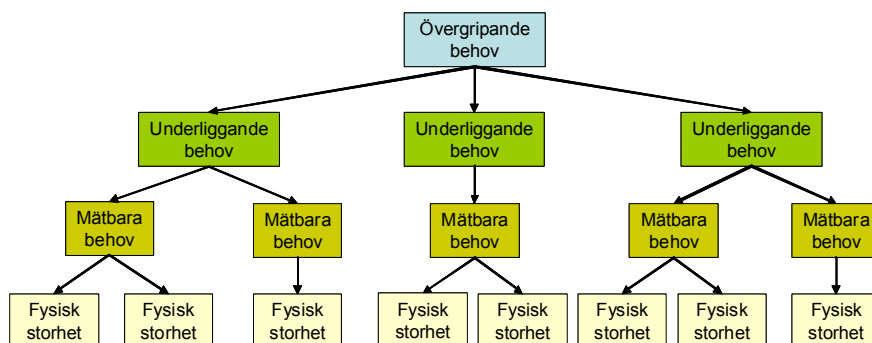 Övergripande
behov
Underliggande
behov
Underliggande
behov
Underliggande
behov
Mätbara
behov
Mätbara
behov
Mätbara
behov
Mätbara
behov
Mätbara
behov
Fysisk
storhet
Fysisk
storhet
Fysisk
storhet
Fysisk
storhet
Fysisk
storhet
Fysisk
storhet
Fysisk
storhet
Fysisk
storhet